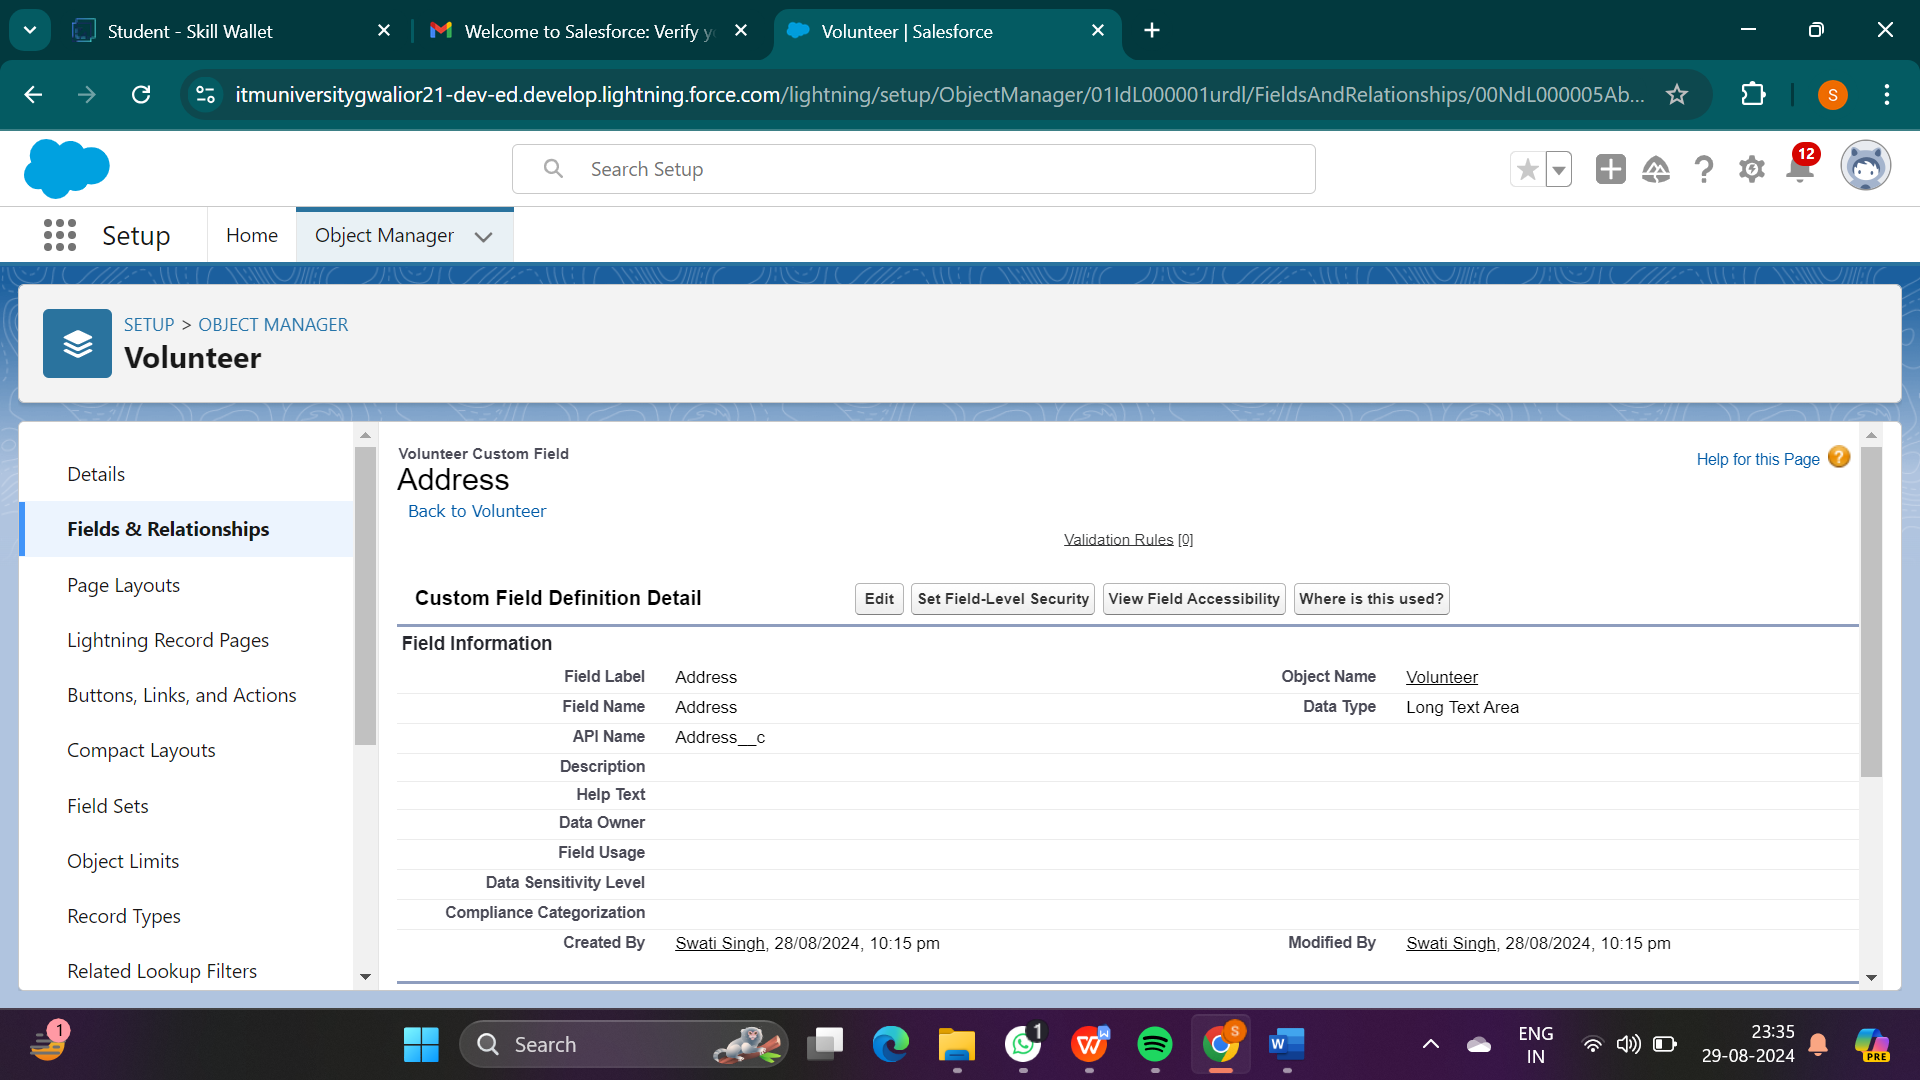 Student - Skill Wallet
Welcome to Salesforce: Verify yo
Volunteer | Salesforce
itmuniversitygwalior21-dev-ed.develop.lightning.force.com/lightning/setup/ObjectManager/01IdL000001urdl/FieldsAndRelationships/00NdL000005Ab...
S
Search Setup
12
Setup
Home
Object Manager
SETUP > OBJECT MANAGER
Volunteer
Details
Fields & Relationships
Page Layouts
Lightning Record Pages
Buttons, Links, and Actions
Compact Layouts
Field Sets
Object Limits
Record Types
Related Lookup Filters
Volunteer Custom Field
Address
Back to Volunteer
Help for this Page ?
Validation Rules [0]
Custom Field Definition Detail
Edit
Set Field-Level Security
View Field Accessibility
Where is this used?
Field Information
Field Label Address Object Name Volunteer
Field Name Address Data Type Long Text Area
API Name Address__c
Description
Help Text
Data Owner
Field Usage
Data Sensitivity Level
Compliance Categorization
Created By Swati Singh, 28/08/2024, 10:15 pm Modified By Swati Singh, 28/08/2024, 10:15 pm
1
Search
1
W
W
S
W
ENG
IN
23:35
29-08-2024
PRE